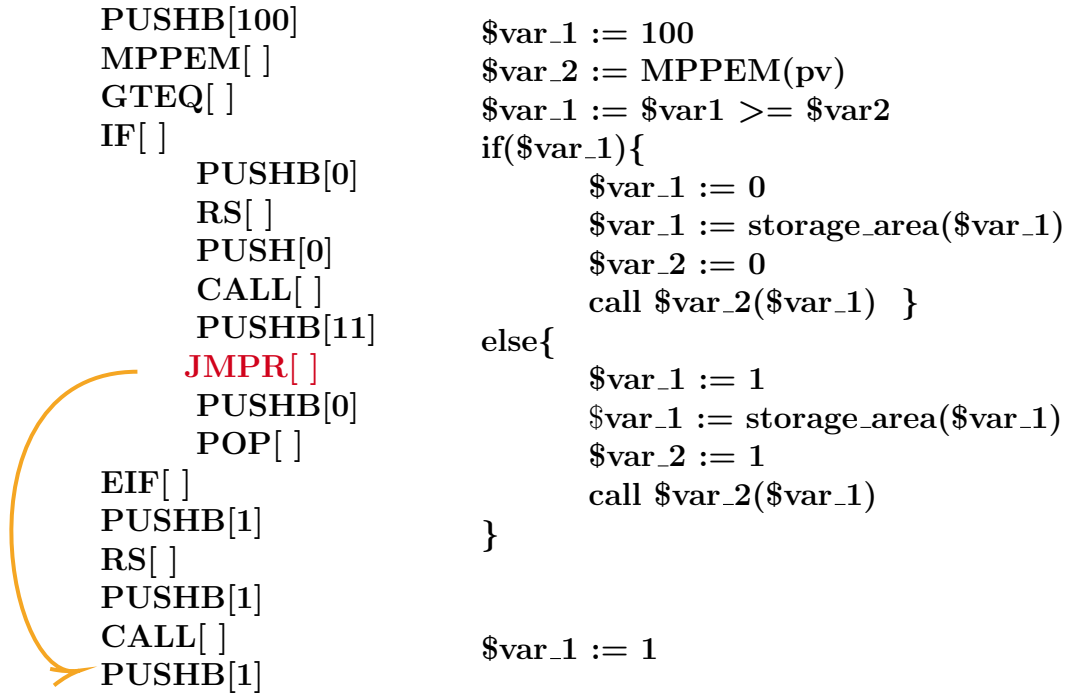 PUSHB[100]
MPPEM[ ]
GTEQ[ ]
IF[ ]
PUSHB[0]
RS[ ]
PUSH[0]
CALL[ ]
PUSHB[11]
JMPR[ ]
PUSHB[0]
POP[ ]
EIF[ ]
PUSHB[1]
RS[ ]
PUSHB[1]
CALL[ ]
PUSHB[1]
$var_1 := 100
$var_2 := MPPEM(pv)
$var_1 := $var1 >= $var2
if($var_1){
$var_1 := 0
$var_1 := storage_area($var_1)
$var_2 := 0
call $var_2($var_1) }
else{
$var_1 := 1
$var_1 := storage_area($var_1)
$var_2 := 1
call $var_2($var_1)
}
$var_1 := 1